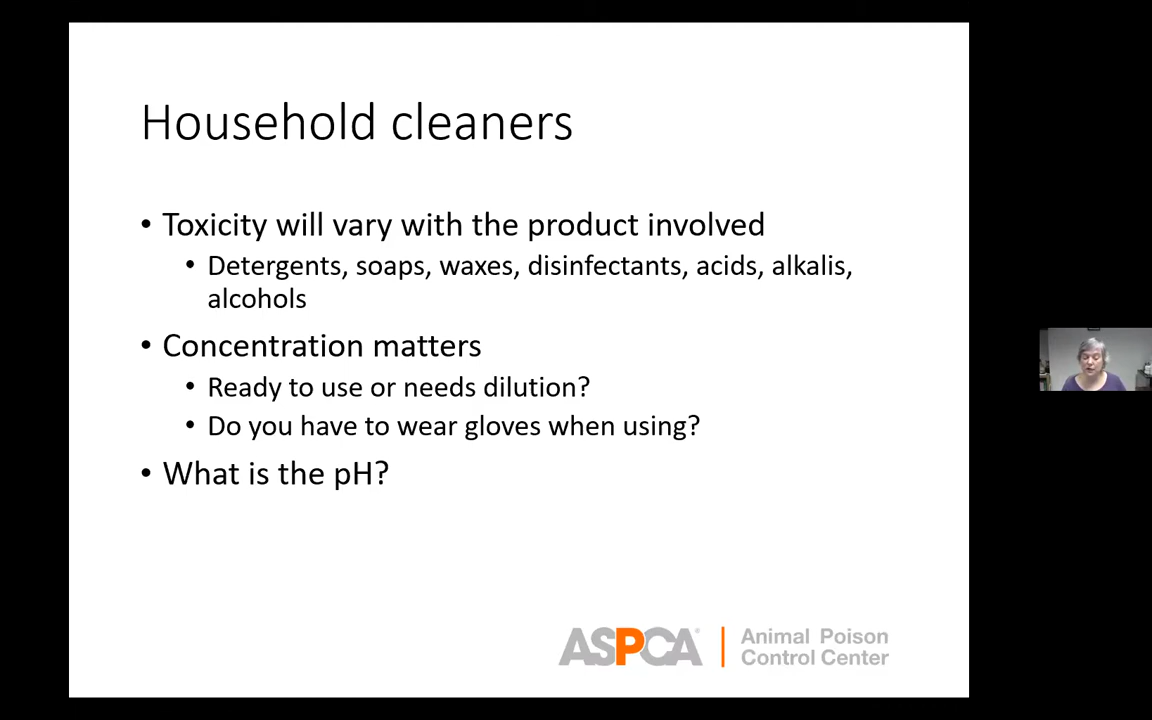 Household cleaners
• Toxicity will vary with the product involved
• Detergents, soaps, waxes, disinfectants, acids, alkalis,
alcohols
• Concentration matters
• Ready to use or needs dilution?
• Do you have to wear gloves when using?
• What is the pH?
ASPCA® | Animal Poison
Control Center